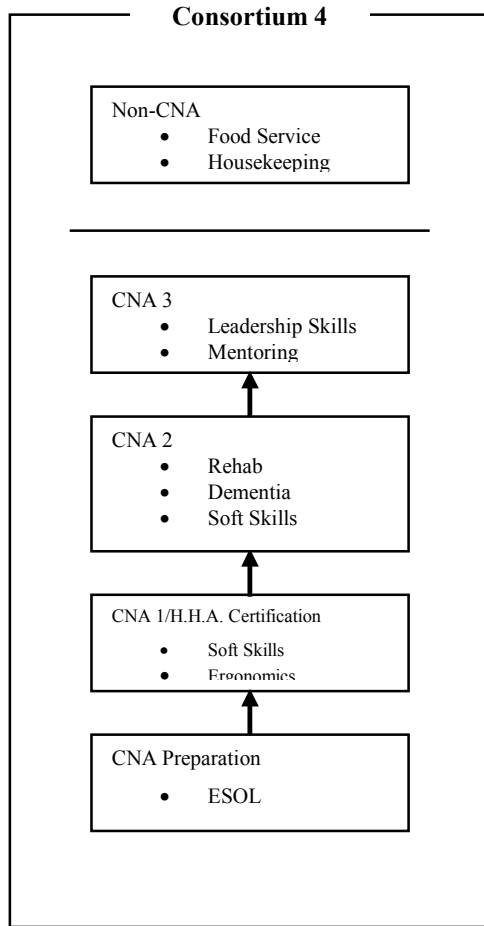 Consortium 4
Non-CNA
• Food Service
• Housekeeping
CNA 3
• Leadership Skills
• Mentoring
CNA 2
• Rehab
• Dementia
• Soft Skills
CNA 1/H.H.A. Certification
• Soft Skills
• Ergonomics
CNA Preparation
• ESOL